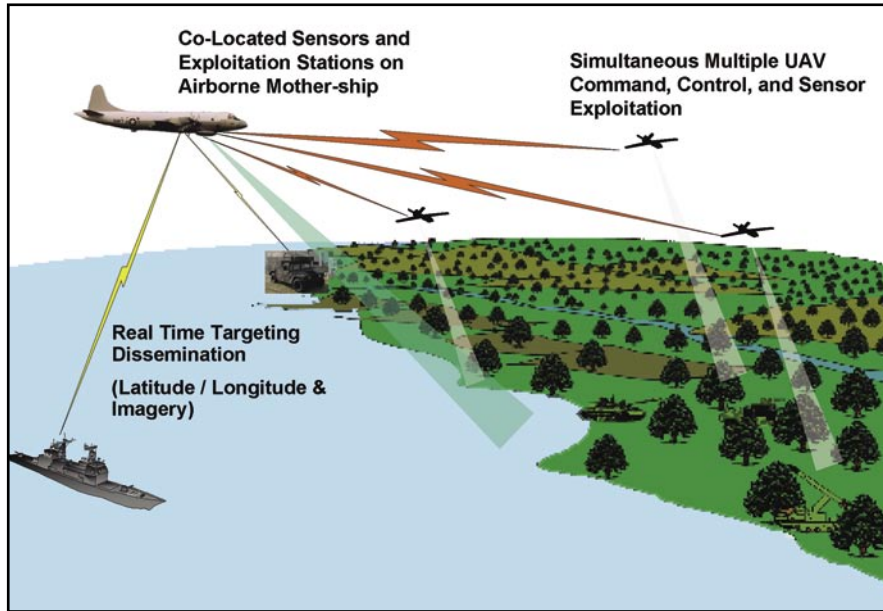 Co-Located Sensors and
Exploitation Stations on
Airborne Mother-ship
Simultaneous Multiple UAV
Command, Control, and Sensor
Exploitation
Real Time Targeting
Dissemination
(Latitude / Longitude &
Imagery)